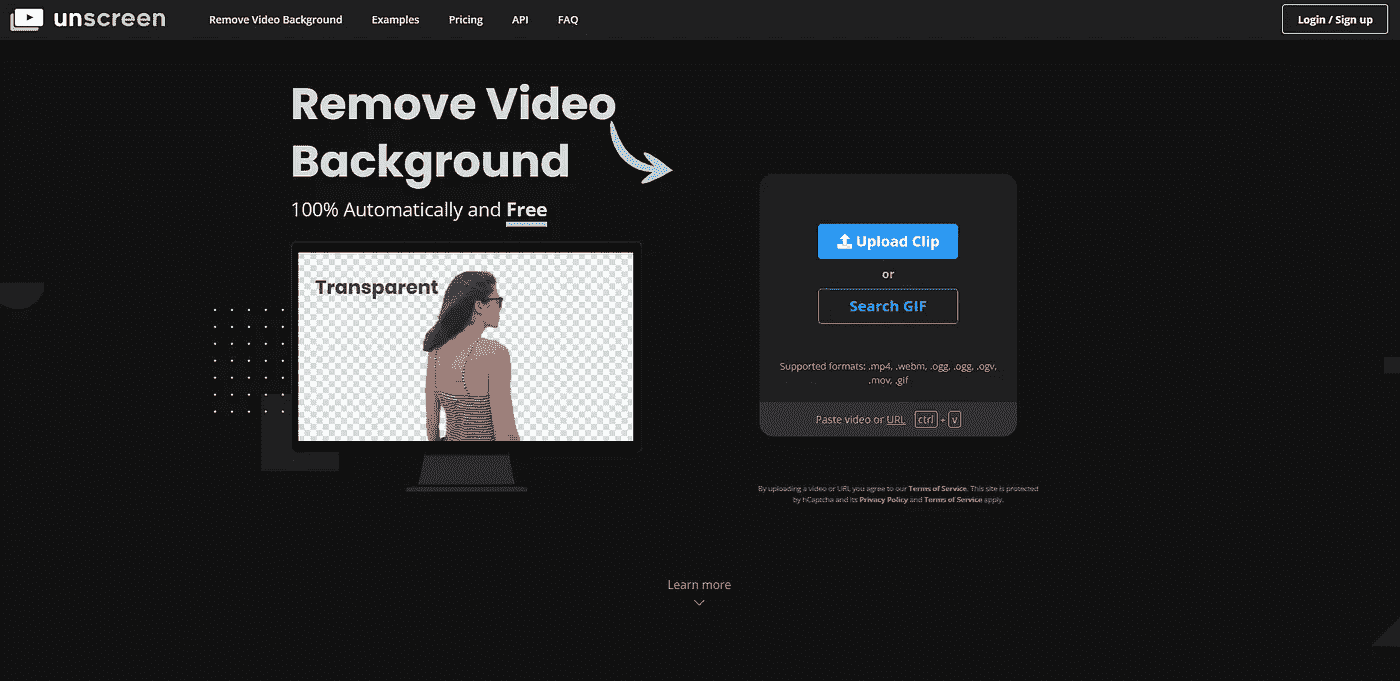 unscreen
Remove Video Background
Examples
Pricing
API
FAQ
Login / Sign up
Remove Video
Background
100% Automatically and Free
Transparent
Upload Clip
or
Search GIF
Supported formats: .mp4, .webm, .ogg, .ogg, .ogv,
.mov, .gif
Paste video or URL ctrl + v
By uploading a video or URL you agree to our Terms of Service. This site is protected
by hCaptcha and its Privacy Policy and Terms of Service apply.
Learn more